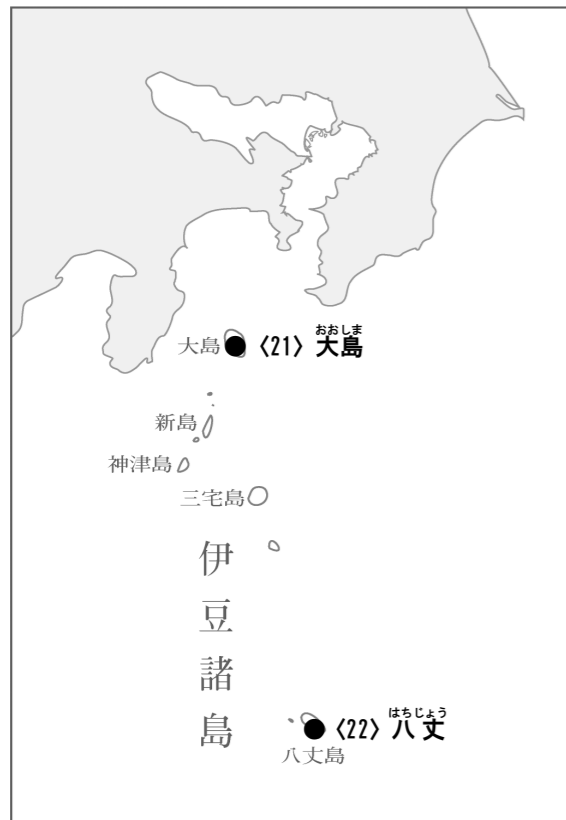 おおしま
大島 〈21〉 大島
新島
神津島
三宅島
伊豆諸島
はちじょう
〈22〉 八丈
八丈島